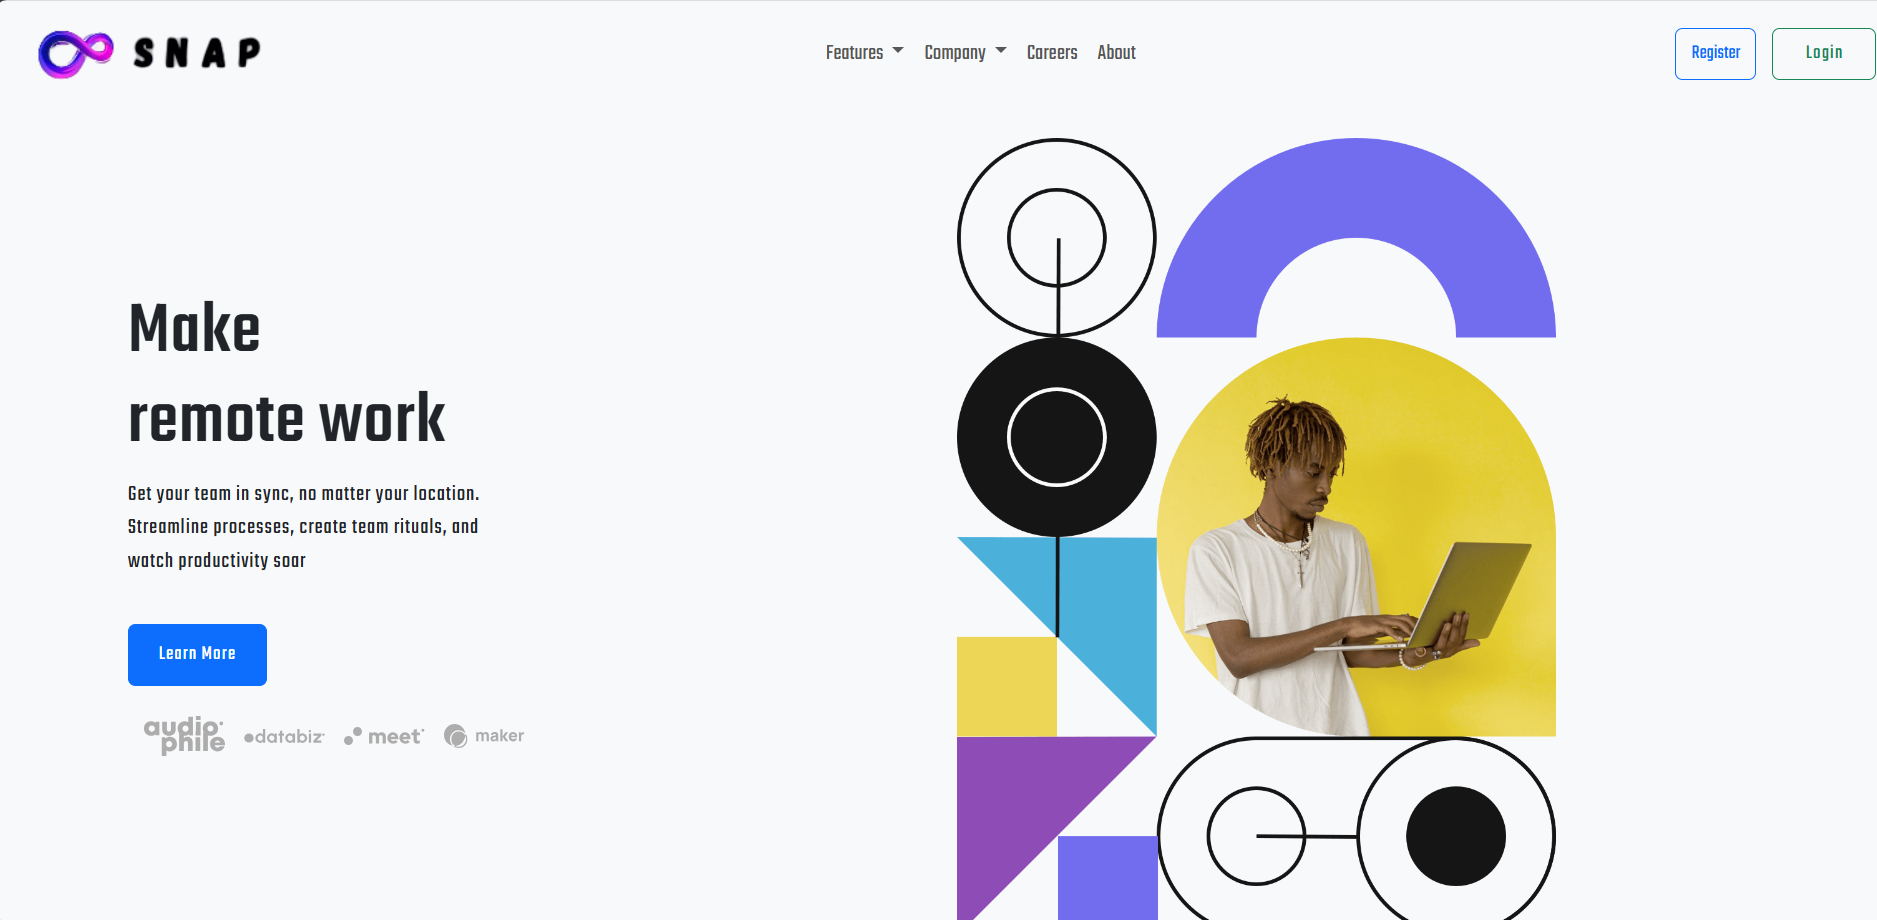 SNAP
Features Company Careers About
Register Login
Make
remote work
Get your team in sync, no matter your location.
Streamline processes, create team rituals, and
watch productivity soar
Learn More
audio
phile databiz meet maker